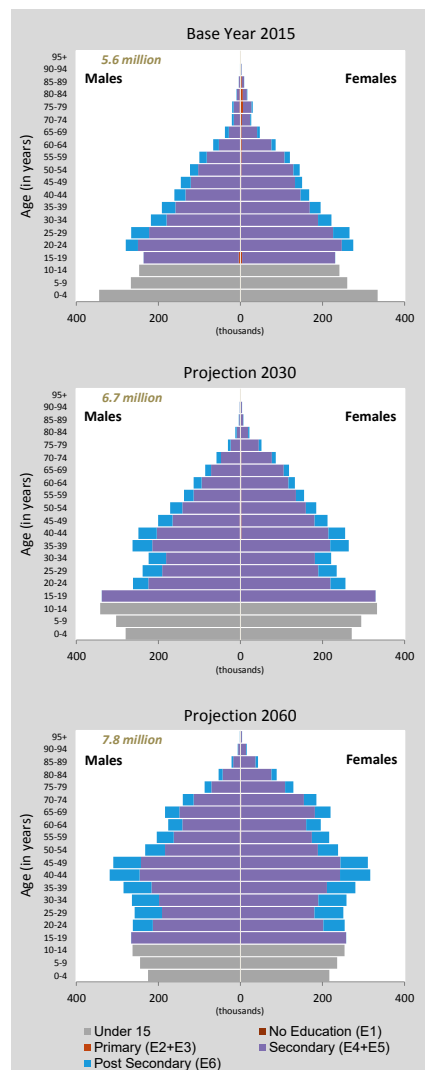 Base Year 2015
5.6 million
Males
Females
Age (in years)
95+
90-94
85-89
80-84
75-79
70-74
65-69
60-64
55-59
50-54
45-49
40-44
35-39
30-34
25-29
20-24
15-19
10-14
5-9
0-4
400 200 0 200 400
(thousands)
Projection 2030
6.7 million
Males
Females
Age (in years)
95+
90-94
85-89
80-84
75-79
70-74
65-69
60-64
55-59
50-54
45-49
40-44
35-39
30-34
25-29
20-24
15-19
10-14
5-9
0-4
400 200 0 200 400
(thousands)
Projection 2060
7.8 million
Males
Females
Age (in years)
95+
90-94
85-89
80-84
75-79
70-74
65-69
60-64
55-59
50-54
45-49
40-44
35-39
30-34
25-29
20-24
15-19
10-14
5-9
0-4
400 200 0 200 400
(thousands)
Under 15 No Education (E1)
Primary (E2+E3) Secondary (E4+E5)
Post Secondary (E6)